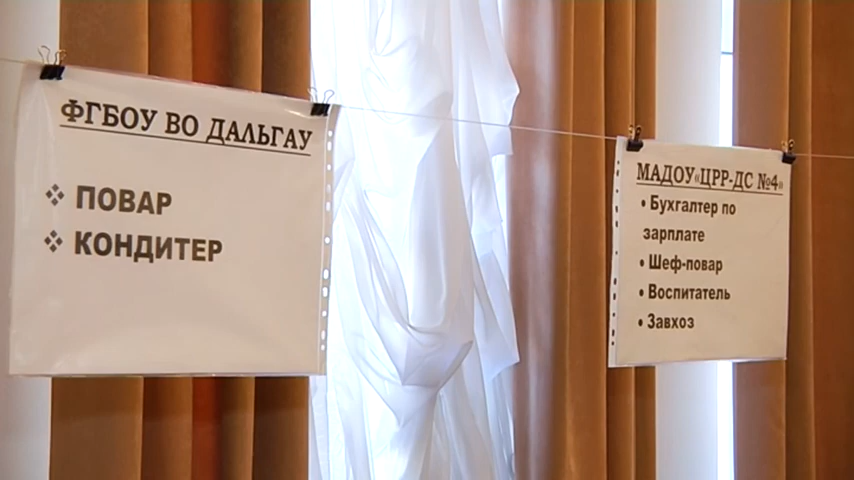 ФГБОУ ВО ДАЛЬГАУ
❖ ПОВАР
❖ КОНДИТЕР
МАДОУ«ЦРР-ДС №4»
• Бухгалтер по
зарплате
• Шеф-повар
• Воспитатель
• Завхоз